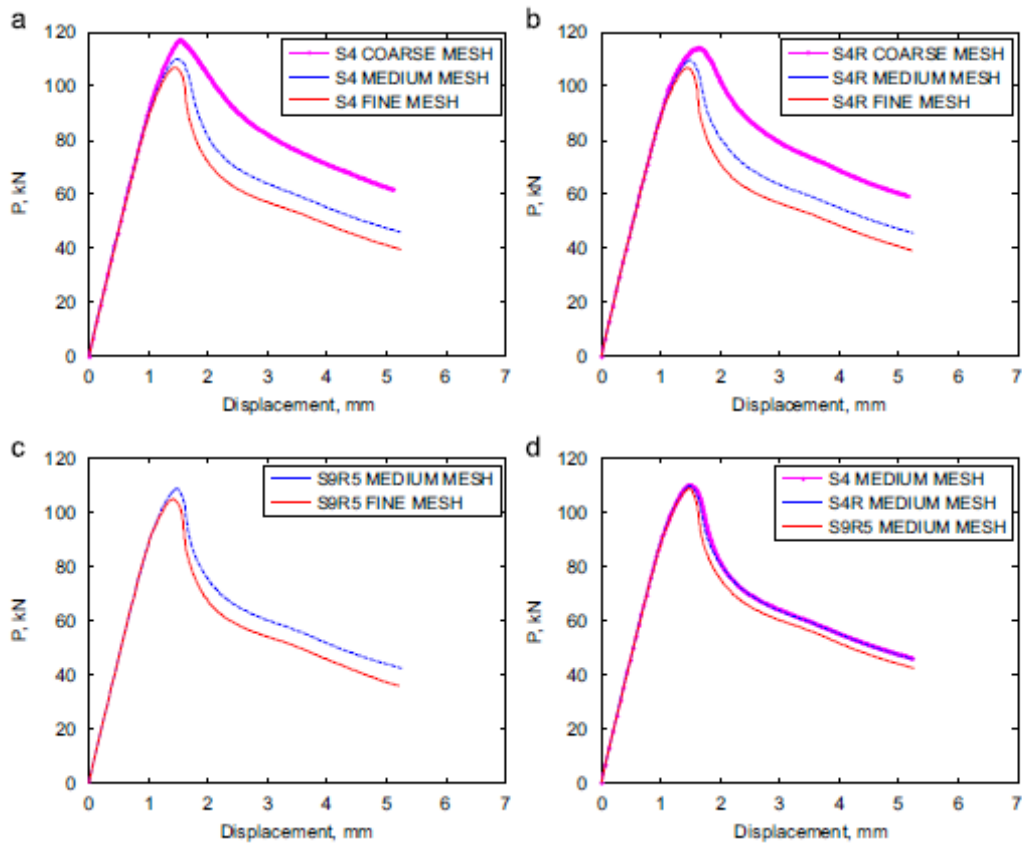 a
120
100
80
60
40
20
0
P, kN
S4 COARSE MESH
S4 MEDIUM MESH
S4 FINE MESH
0 1 2 3 4 5 6 7
Displacement, mm
b
120
100
80
60
40
20
0
P, kN
S4R COARSE MESH
S4R MEDIUM MESH
S4R FINE MESH
0 1 2 3 4 5 6 7
Displacement, mm
c
120
100
80
60
40
20
0
P, kN
S9R5 MEDIUM MESH
S9R5 FINE MESH
0 1 2 3 4 5 6 7
Displacement, mm
d
120
100
80
60
40
20
0
P, kN
S4 MEDIUM MESH
S4R MEDIUM MESH
S9R5 MEDIUM MESH
0 1 2 3 4 5 6 7
Displacement, mm